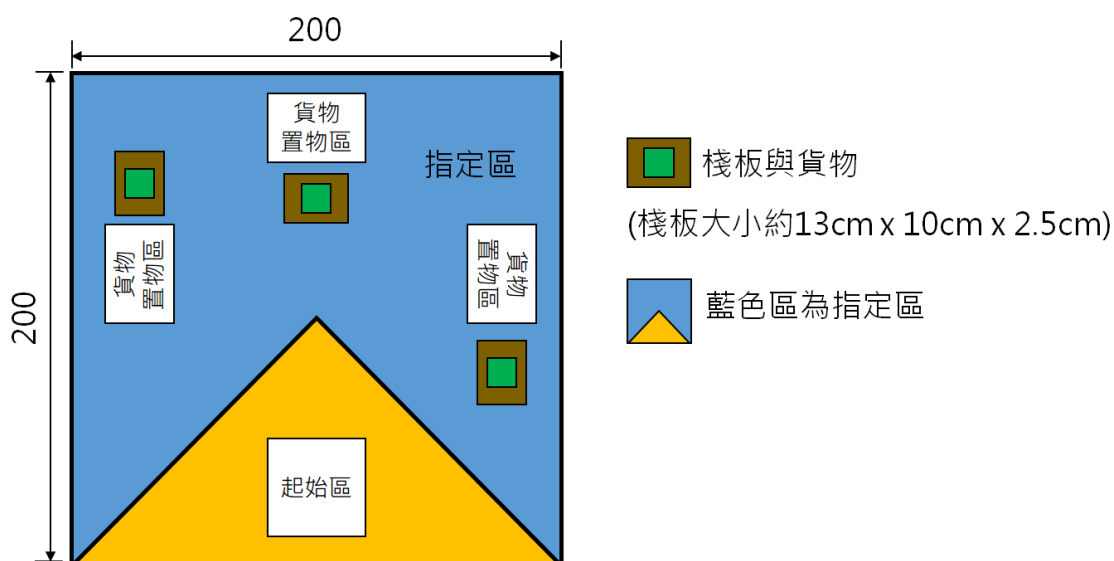 200
200
貨物
置物區
指定區
貨物
置物區
貨物
置物區
起始區
棧板與貨物
(棧板大小約13cm x 10cm x 2.5cm)
藍色區為指定區